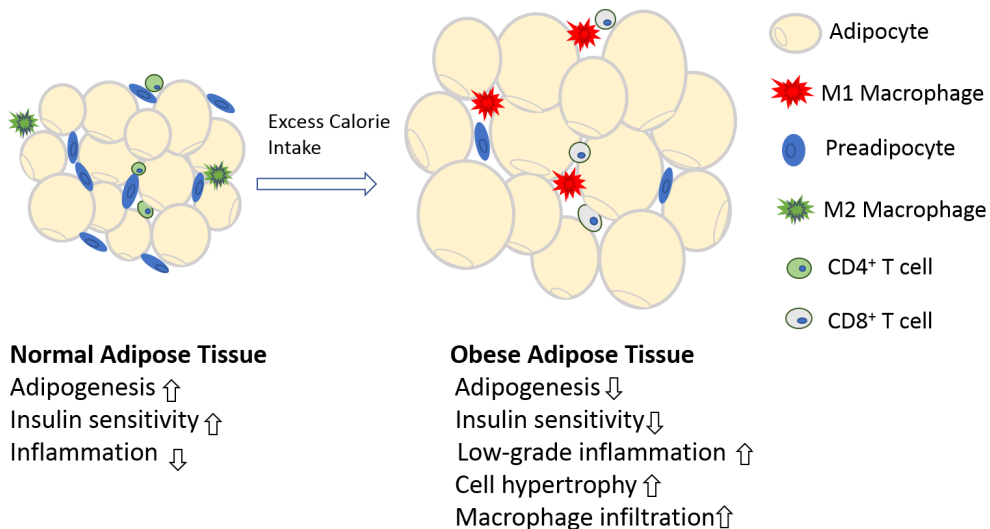 Excess Calorie
Intake
Adipocyte
M1 Macrophage
Preadipocyte
M2 Macrophage
CD4⁺ T cell
CD8⁺ T cell
Normal Adipose Tissue
Adipogenesis ⇧
Insulin sensitivity ⇧
Inflammation ⇩
Obese Adipose Tissue
Adipogenesis ⇩
Insulin sensitivity ⇩
Low-grade inflammation ⇧
Cell hypertrophy ⇧
Macrophage infiltration ⇧